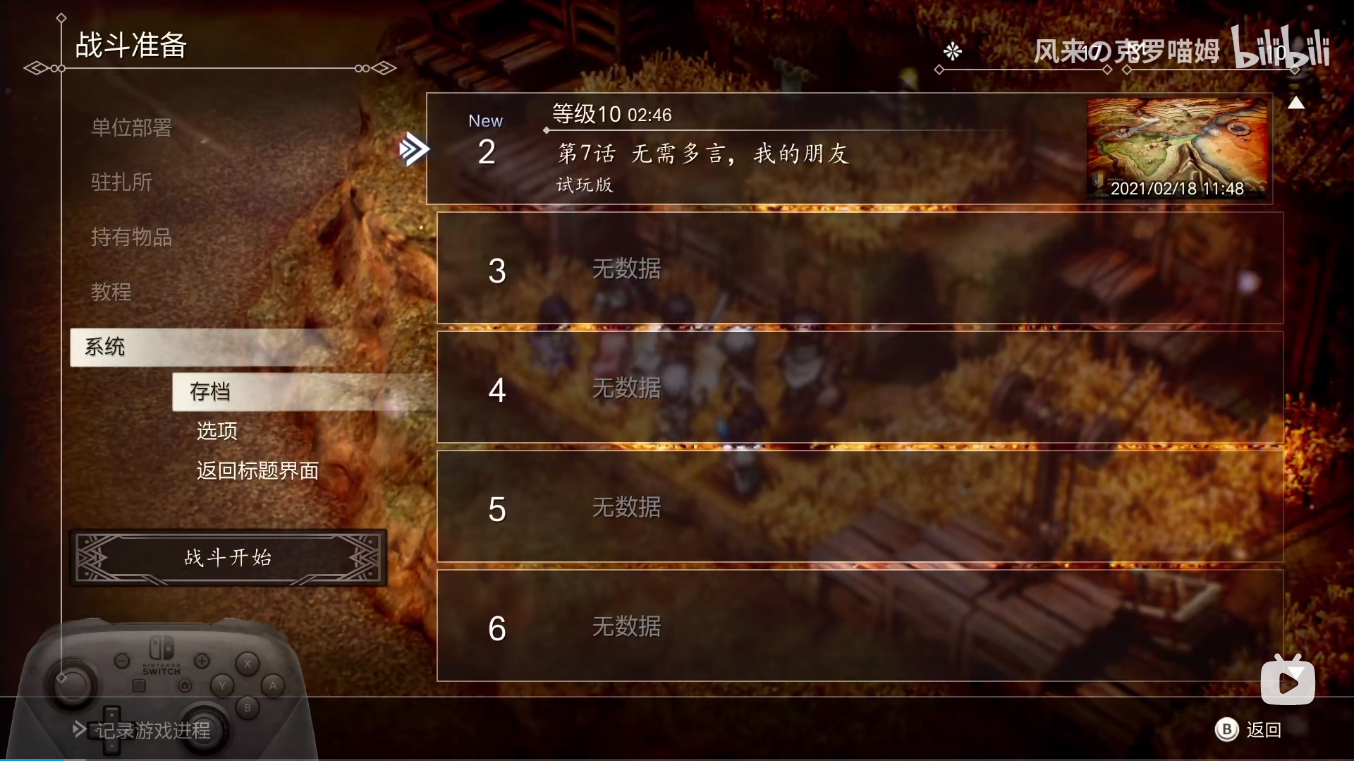 战斗准备
风来の克罗喵姆
bilibili
单位部署
驻扎所
持有物品
教程
系统
存档
选项
返回标题界面
战斗开始
New
2
等级10 02:46
第7话 无需多言，我的朋友
试玩版
2021/02/18 11:48
3
无数据
4
无数据
5
无数据
6
无数据
NINTENDO
SWITCH
X
Y
A
B
记录游戏进程
B 返回